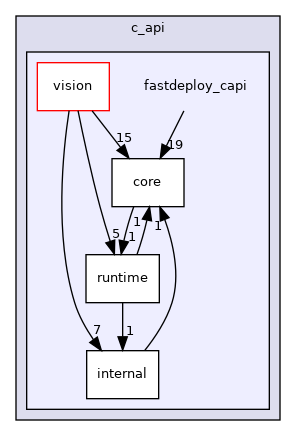 c_api
vision
fastdeploy_capi
15
19
core
1
1
1
5
runtime
7
1
internal